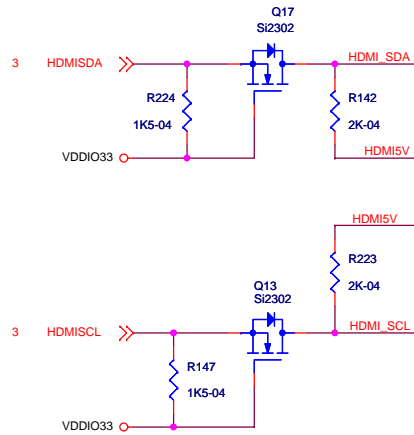 Q17
Si2302
3 HDMISDA HDMI_SDA
R224 R142
1K5-04 2K-04
VDDIO33 HDMI5V
HDMI5V
R223
2K-04
Q13
Si2302
3 HDMISCL HDMI_SCL
R147
1K5-04
VDDIO33